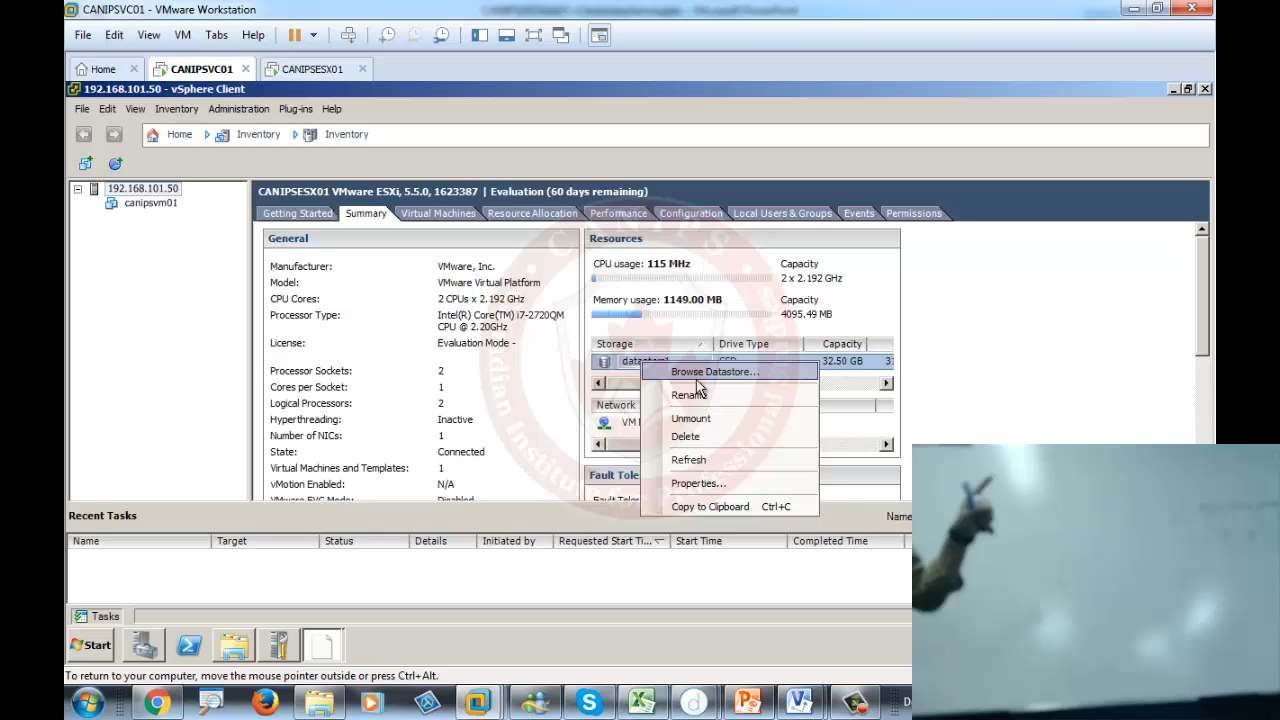 CANIPSVC01 - VMware Workstation
File Edit View VM Tabs Help
Home CANIPSVC01 CANIPSESX01
192.168.101.50 - vSphere Client
File Edit View Inventory Administration Plug-ins Help
Home Inventory Inventory
192.168.101.50
canipsvm01
CANIPSESX01 VMware ESXi, 5.5.0, 1623387 | Evaluation (60 days remaining)
Getting Started Summary Virtual Machines Resource Allocation Performance Configuration Local Users & Groups Events Permissions
General
Manufacturer: VMware, Inc.
Model: VMware Virtual Platform
CPU Cores: 2 CPUs x 2.192 GHz
Processor Type: Intel(R) Core(TM) i7-2720QM
CPU @ 2.20GHz
License: Evaluation Mode -
Processor Sockets: 2
Cores per Socket: 1
Logical Processors: 2
Hyperthreading: Inactive
Number of NICs: 1
State: Connected
Virtual Machines and Templates: 1
vMotion Enabled: N/A
VMware EVC Mode: Disabled
Resources
CPU usage: 115 MHz Capacity
2 x 2.192 GHz
Memory usage: 1149.00 MB Capacity
4095.49 MB
Storage Drive Type Capacity
datastore1 SSD 32.50 GB 31
Network
VM
Fault Tole
Browse Datastore...
Rename
Unmount
Delete
Refresh
Properties...
Copy to Clipboard Ctrl+C
Recent Tasks Name
Name Target Status Details Initiated by Requested Start Ti... Start Time Completed Time
Tasks
Start
To return to your computer, move the mouse pointer outside or press Ctrl+Alt.